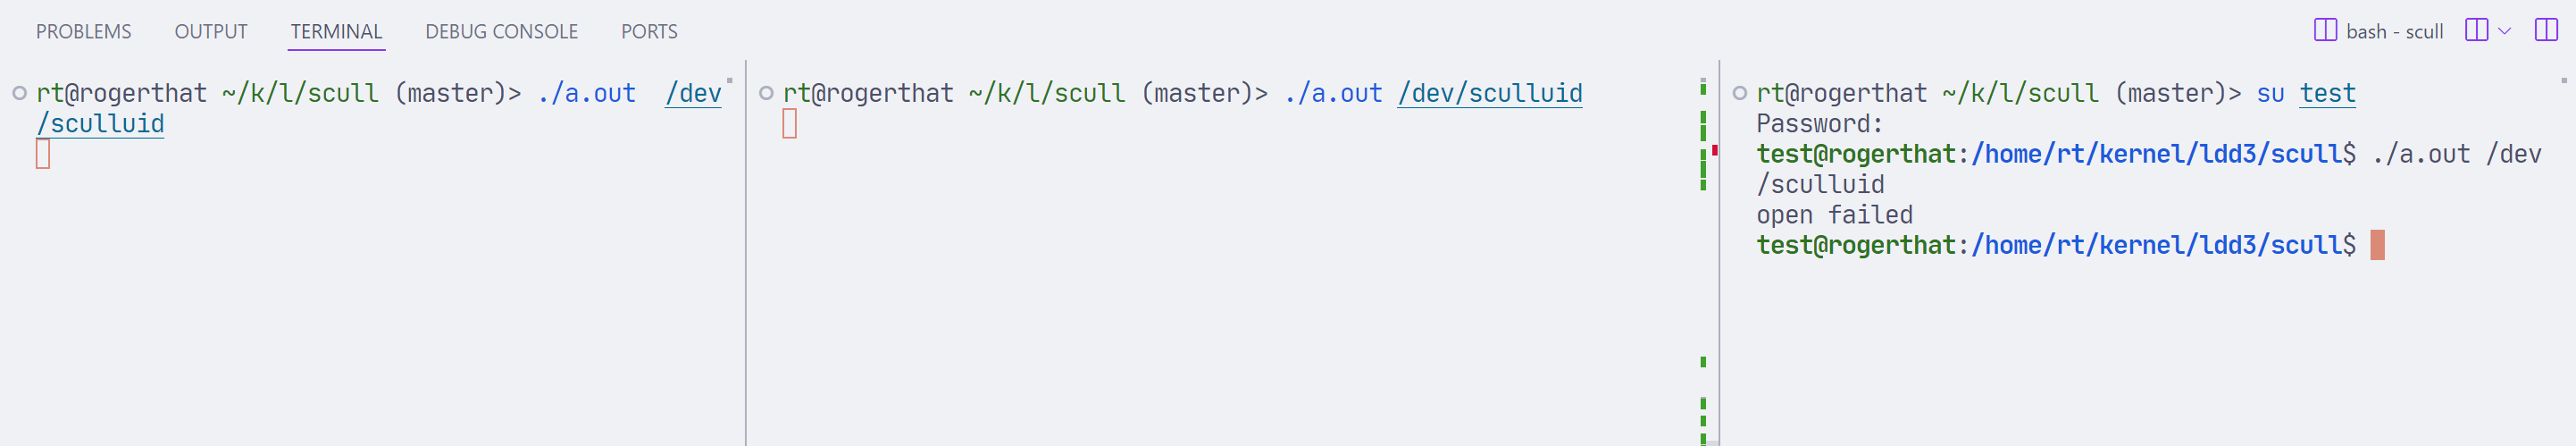 PROBLEMS OUTPUT TERMINAL DEBUG CONSOLE PORTS bash - scull
rt@rogerthat ~/k/l/scull (master)> ./a.out  /dev
/sculluid
rt@rogerthat ~/k/l/scull (master)> ./a.out /dev/sculluid
rt@rogerthat ~/k/l/scull (master)> su test
Password:
test@rogerthat:/home/rt/kernel/ldd3/scull$ ./a.out /dev
/sculluid
open failed
test@rogerthat:/home/rt/kernel/ldd3/scull$